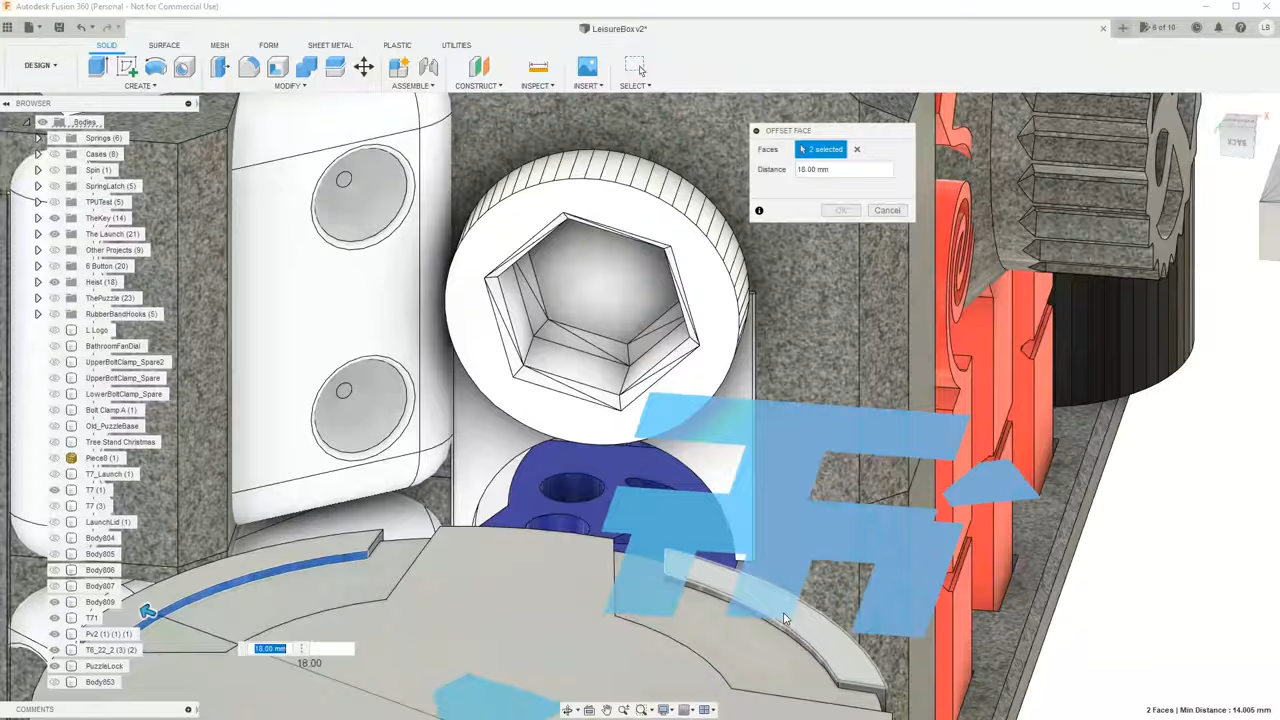 Autodesk Fusion 360 (Personal - Not for Commercial Use)
LeisureBox v2*
6 of 10
LB
DESIGN
SOLID
SURFACE
MESH
FORM
SHEET METAL
PLASTIC
UTILITIES
CREATE
MODIFY
ASSEMBLE
CONSTRUCT
INSPECT
INSERT
SELECT
BROWSER
Bodies
Springs (6)
Cases (8)
Spin (1)
SpringLatch (5)
TPUTest (5)
TheKey (14)
The Launch (21)
Other Projects (9)
6 Button (20)
Heist (18)
ThePuzzle (23)
RubberBandHooks (5)
L Logo
BathroomFanDial
UpperBoltClamp_Spare2
UpperBoltClamp_Spare
LowerBoltClamp_Spare
Bolt Clamp A (1)
Old_PuzzleBase
Tree Stand Christmas
Piece8 (1)
T7_Launch (1)
T7 (1)
T7 (3)
LaunchLid (1)
Body804
Body805
Body806
Body807
Body809
T71
Pv2 (1) (1) (1)
T6_22_2 (3) (2)
PuzzleLock
Body853
OFFSET FACE
Faces
2 selected
Distance
18.00 mm
OK
Cancel
BACK
X
18.00 mm
18.00
COMMENTS
2 Faces | Min Distance : 14.005 mm